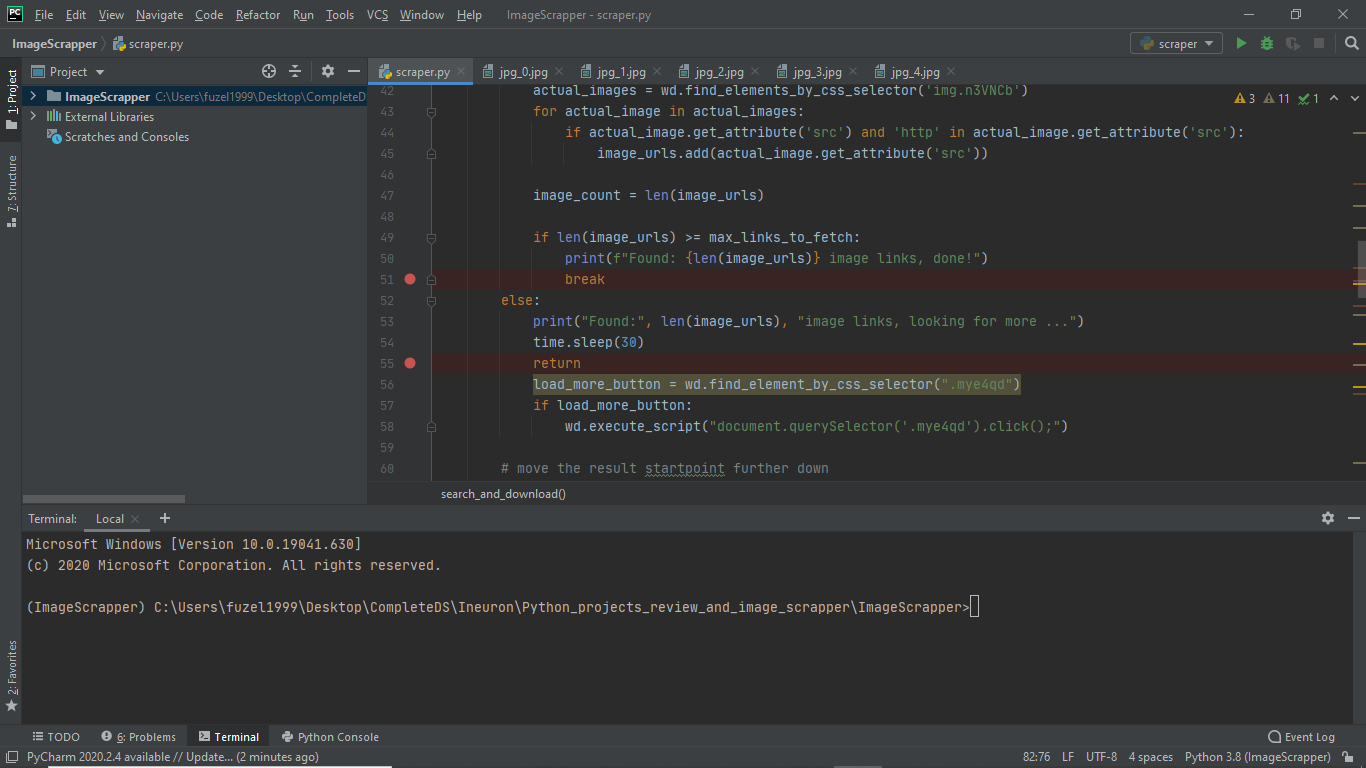 PC File Edit View Navigate Code Refactor Run Tools VCS Window Help ImageScrapper - scraper.py
ImageScrapper scraper.py scraper
1: Project
Project
scraper.py jpg_0.jpg jpg_1.jpg jpg_2.jpg jpg_3.jpg jpg_4.jpg
ImageScrapper C:\Users\fuzel1999\Desktop\CompleteD
External Libraries
Scratches and Consoles
7: Structure
3 11 1
42 actual_images = wd.find_elements_by_css_selector('img.n3VNCb')
43 for actual_image in actual_images:
44 if actual_image.get_attribute('src') and 'http' in actual_image.get_attribute('src'):
45 image_urls.add(actual_image.get_attribute('src'))
46
47 image_count = len(image_urls)
48
49 if len(image_urls) >= max_links_to_fetch:
50 print(f"Found: {len(image_urls)} image links, done!")
51 break
52 else:
53 print("Found:", len(image_urls), "image links, looking for more ...")
54 time.sleep(30)
55 return
56 load_more_button = wd.find_element_by_css_selector(".mye4qd")
57 if load_more_button:
58 wd.execute_script("document.querySelector('.mye4qd').click();")
59
60 # move the result startpoint further down
search_and_download()
Terminal: Local +
Microsoft Windows [Version 10.0.19041.630]
(c) 2020 Microsoft Corporation. All rights reserved.
(ImageScrapper) C:\Users\fuzel1999\Desktop\CompleteDS\Ineuron\Python_projects_review_and_image_scrapper\ImageScrapper>
2: Favorites
TODO 6: Problems Terminal Python Console Event Log
PyCharm 2020.2.4 available // Update... (2 minutes ago) 82:76 LF UTF-8 4 spaces Python 3.8 (ImageScrapper)